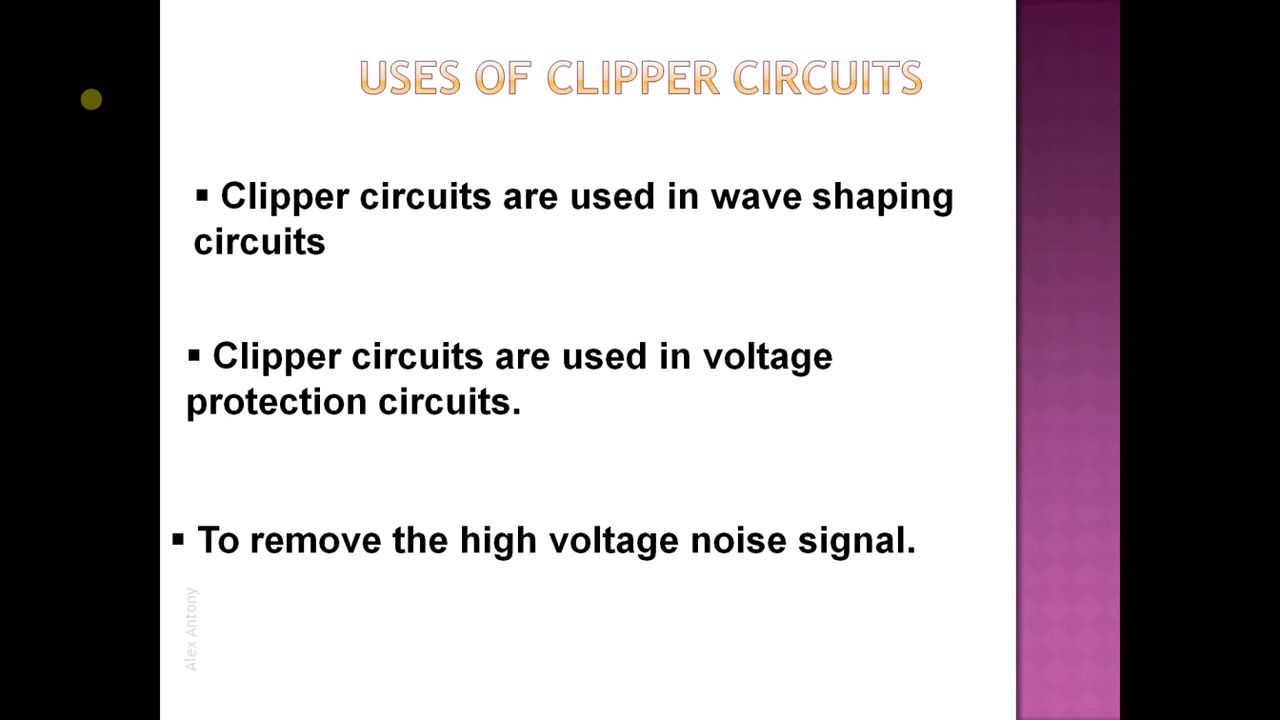 USES OF CLIPPER CIRCUITS
▪ Clipper circuits are used in wave shaping
circuits
▪ Clipper circuits are used in voltage
protection circuits.
▪ To remove the high voltage noise signal.
Alex Antony